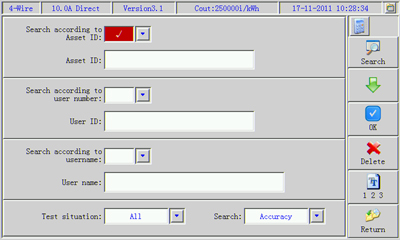 4-Wire 10.0A Direct Version3.1 Cout:250000i/kWh 17-11-2011 10:28:34
Search according to
Asset ID:
Asset ID:
Search according to
user number:
User ID:
Search according to
username:
User name:
Test situation: All Search: Accuracy
Search
OK
Delete
T
1 2 3
Return